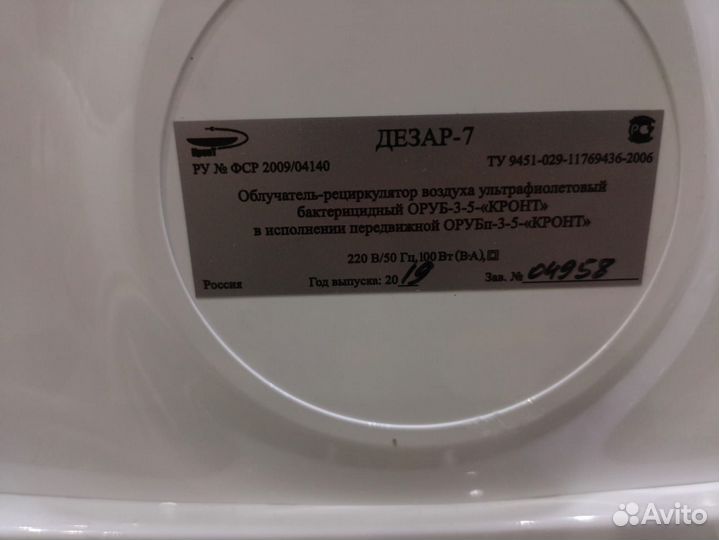 Кронт
ДЕЗАР-7
РУ № ФСР 2009/04140
ТУ 9451-029-11769436-2006
Облучатель-рециркулятор воздуха ультрафиолетовый
бактерицидный ОРУБ-3-5-«КРОНТ»
в исполнении передвижной ОРУБп-3-5-«КРОНТ»
220 В/50 Гц,100 Вт (В·А),
Россия Год выпуска: 2019 Зав. № 04958
Avito